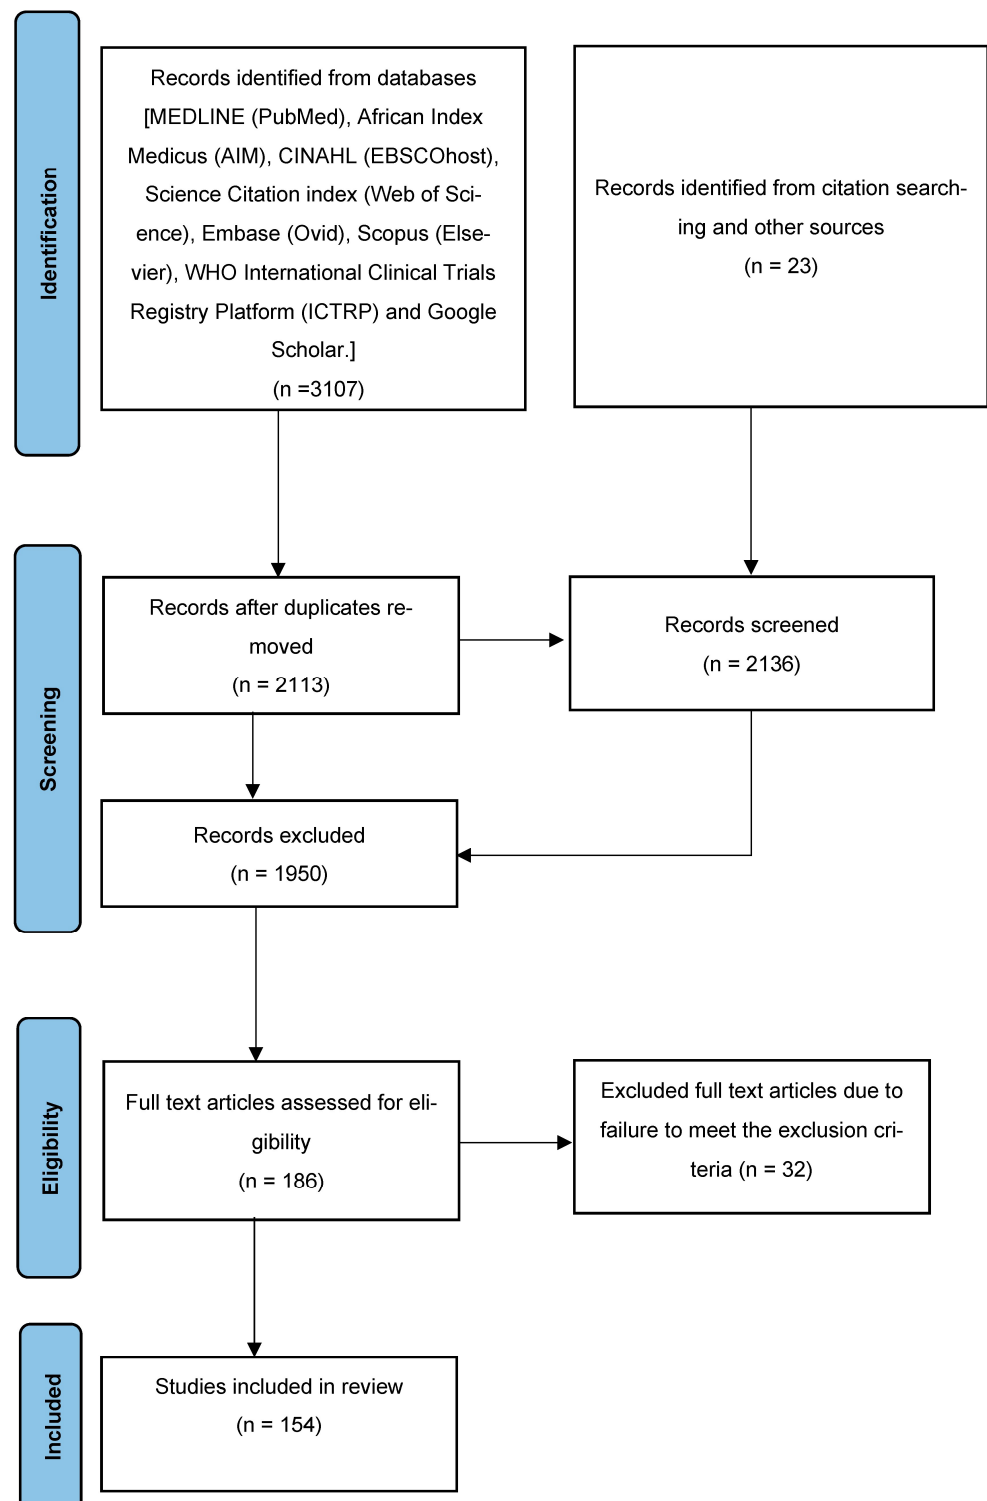 Identification
Records identified from databases
[MEDLINE (PubMed), African Index
Medicus (AIM), CINAHL (EBSCOhost),
Science Citation index (Web of Sci-
ence), Embase (Ovid), Scopus (Else-
vier), WHO International Clinical Trials
Registry Platform (ICTRP) and Google
Scholar.]
(n =3107)
Records identified from citation search-
ing and other sources
(n = 23)
Screening
Records after duplicates re-
moved
(n = 2113)
Records screened
(n = 2136)
Records excluded
(n = 1950)
Eligibility
Full text articles assessed for eli-
gibility
(n = 186)
Excluded full text articles due to
failure to meet the exclusion cri-
teria (n = 32)
Included
Studies included in review
(n = 154)